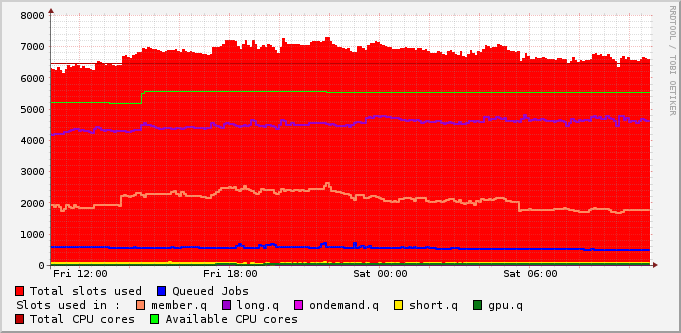 8000
7000
6000
5000
4000
3000
2000
1000
0
Fri 12:00 Fri 18:00 Sat 00:00 Sat 06:00
Total slots used Queued Jobs
Slots used in : member.q long.q ondemand.q short.q gpu.q
Total CPU cores Available CPU cores
RRDTOOL / TOBI OETIKER